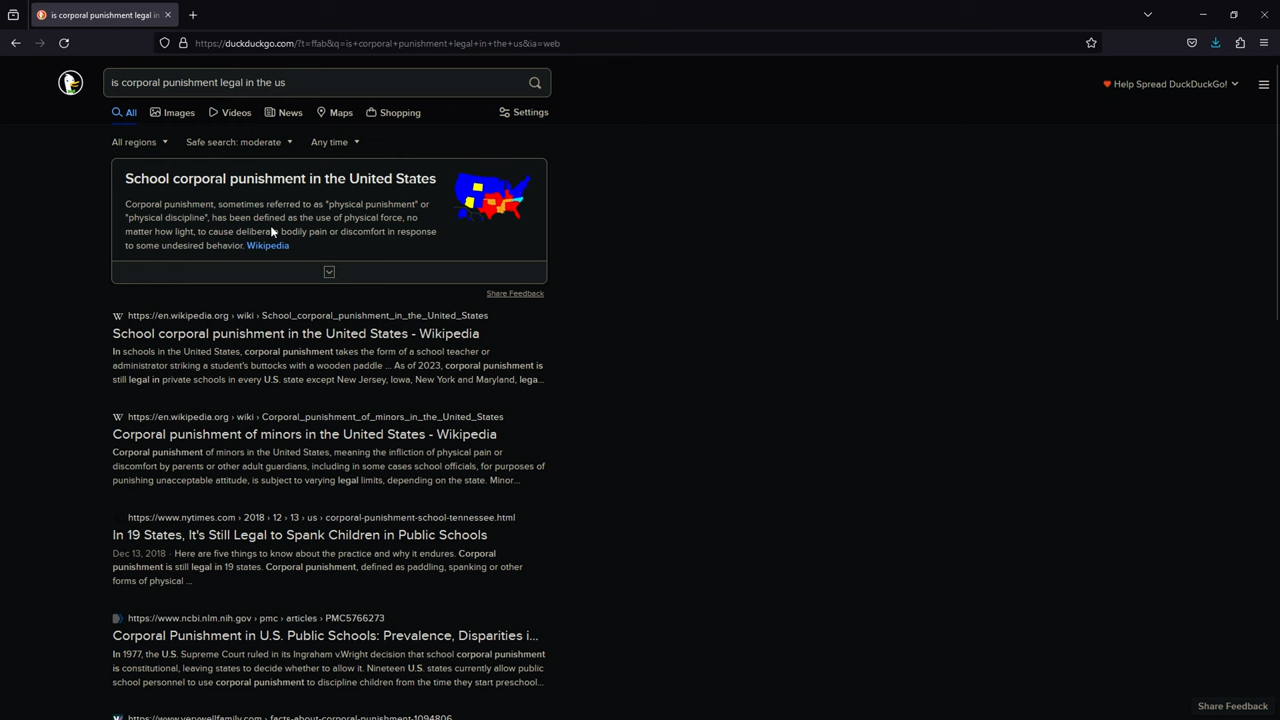 is corporal punishment legal in
https://duckduckgo.com/?t=ffab&q=is+corporal+punishment+legal+in+the+us&ia=web
is corporal punishment legal in the us
Help Spread DuckDuckGo!
All Images Videos News Maps Shopping Settings
All regions Safe search: moderate Any time
School corporal punishment in the United States
Corporal punishment, sometimes referred to as "physical punishment" or
"physical discipline", has been defined as the use of physical force, no
matter how light, to cause deliberate bodily pain or discomfort in response
to some undesired behavior. Wikipedia
Share Feedback
W https://en.wikipedia.org › wiki › School_corporal_punishment_in_the_United_States
School corporal punishment in the United States - Wikipedia
In schools in the United States, corporal punishment takes the form of a school teacher or
administrator striking a student's buttocks with a wooden paddle ... As of 2023, corporal punishment is
still legal in private schools in every U.S. state except New Jersey, Iowa, New York and Maryland, lega...
W https://en.wikipedia.org › wiki › Corporal_punishment_of_minors_in_the_United_States
Corporal punishment of minors in the United States - Wikipedia
Corporal punishment of minors in the United States, meaning the infliction of physical pain or
discomfort by parents or other adult guardians, including in some cases school officials, for purposes of
punishing unacceptable attitude, is subject to varying legal limits, depending on the state. Minor...
https://www.nytimes.com › 2018 › 12 › 13 › us › corporal-punishment-school-tennessee.html
In 19 States, It's Still Legal to Spank Children in Public Schools
Dec 13, 2018 · Here are five things to know about the practice and why it endures. Corporal
punishment is still legal in 19 states. Corporal punishment, defined as paddling, spanking or other
forms of physical ...
https://www.ncbi.nlm.nih.gov › pmc › articles › PMC5766273
Corporal Punishment in U.S. Public Schools: Prevalence, Disparities i...
In 1977, the U.S. Supreme Court ruled in its Ingraham v.Wright decision that school corporal punishment
is constitutional, leaving states to decide whether to allow it. Nineteen U.S. states currently allow public
school personnel to use corporal punishment to discipline children from the time they start preschool...
https://www.verywellfamily.com › facts-about-corporal-punishment-1094806
Share Feedback